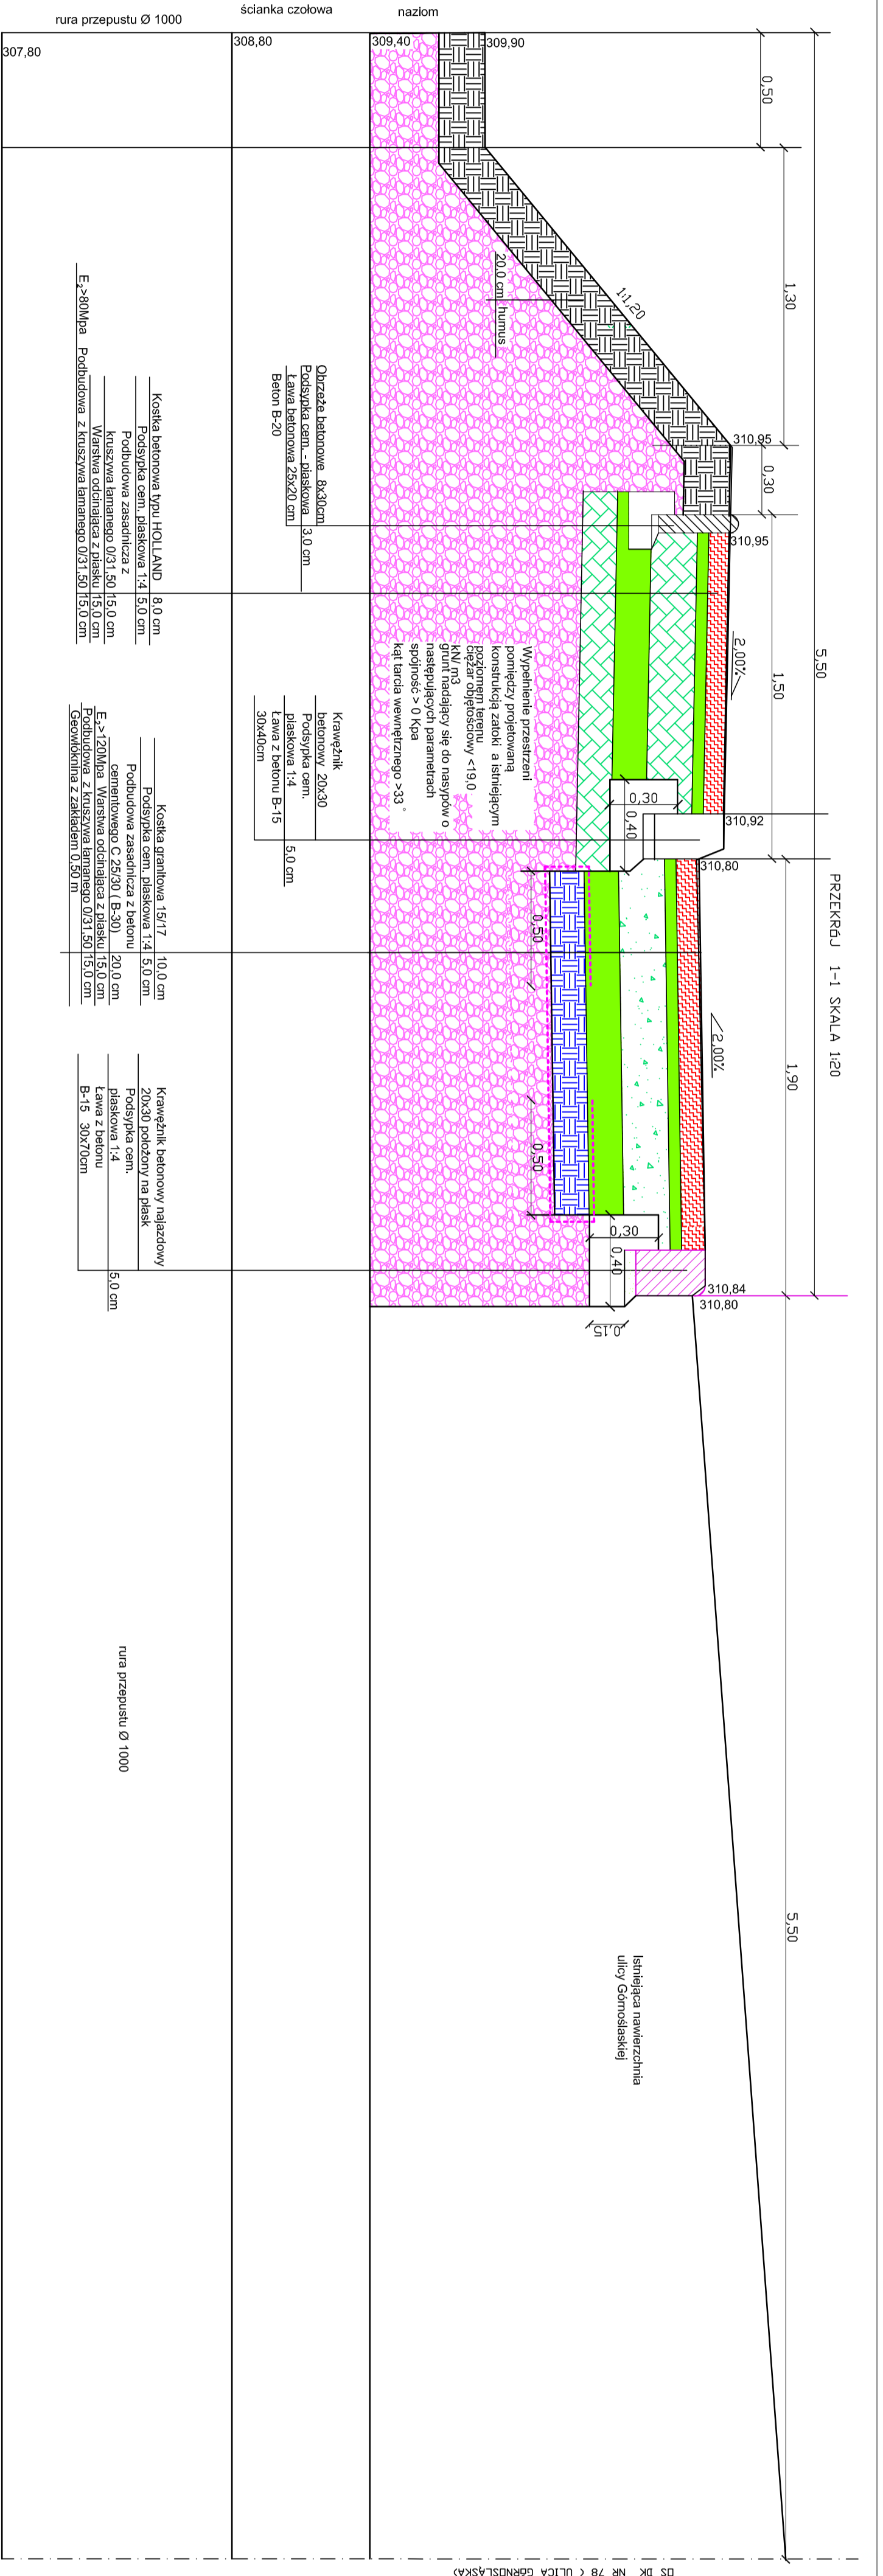 PRZEKRÓJ 1-1 SKALA 1:20
5,50
0,50
1,30
0,30
1,50
1,90
5,50
rura przepustu Ø 1000
ścianka czołowa
naziom
307,80
308,80
309,40
309,90
1:1,20
20,0 cm humus
310,95
310,95
2,00%
310,92
310,80
2,00%
310,84
310,80
0,30
0,40
0,50
0,50
0,30
0,40
0,15
Wypełnienie przestrzeni
pomiędzy projetowaną
konstrukcją zatoki a istniejącym
poziomem terenu
ciężar objętościowy <19,0
kN/ m3
grunt nadający się do nasypów o
następujących parametrach
spójność > 0 Kpa
kąt tarcia wewnętrznego >33 °
Obrzeże betonowe 8x30cm
Podsypka cem. - piaskowa 3,0 cm
Ława betonowa 25x20 cm
Beton B-20
Krawężnik
betonowy 20x30
Podsypka cem.
piaskowa 1:4 5,0 cm
Ława z betonu B-15
30x40cm
Kostka betonowa typu HOLLAND 8,0 cm
Podsypka cem. piaskowa 1:4 5,0 cm
Podbudowa zasadnicza z
kruszywa łamanego 0/31,50 15,0 cm
Warstwa odcinająca z piasku 15,0 cm
E₂>80Mpa Podbudowa z kruszywa łamanego 0/31,50 15,0 cm
Kostka granitowa 15/17 10,0 cm
Podsypka cem. piaskowa 1:4 5,0 cm
Podbudowa zasadnicza z betonu
cementowego C 25/30 ( B-30) 20,0 cm
E₂>120Mpa Warstwa odcinająca z piasku 15,0 cm
Podbudowa z kruszywa łamanego 0/31,50 15,0 cm
Geowłóknina z zakładem 0,50 m
Krawężnik betonowy najazdowy
20x30 położony na płask
Podsypka cem.
piaskowa 1:4 5,0 cm
Ława z betonu
B-15 30x70cm
rura przepustu Ø 1000
Istniejąca nawierzchnia
ulicy Górnoślaskiej
OŚ DK NR 78 ( ULICA GÓRNOŚLĄSKA)